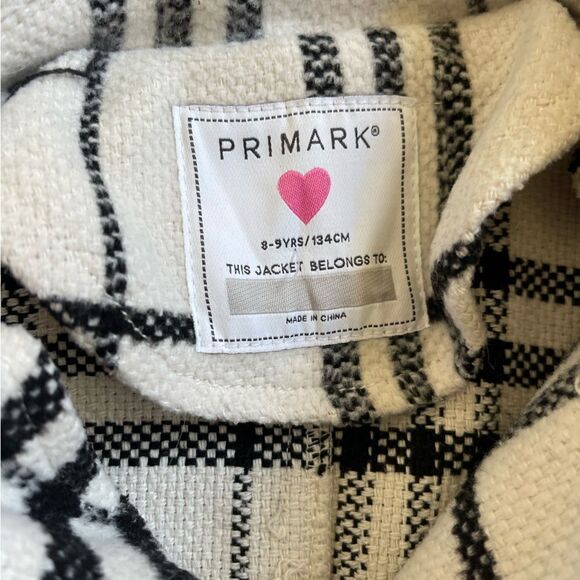 PRIMARK®
8-9YRS/134CM
THIS JACKET BELONGS TO:
MADE IN CHINA